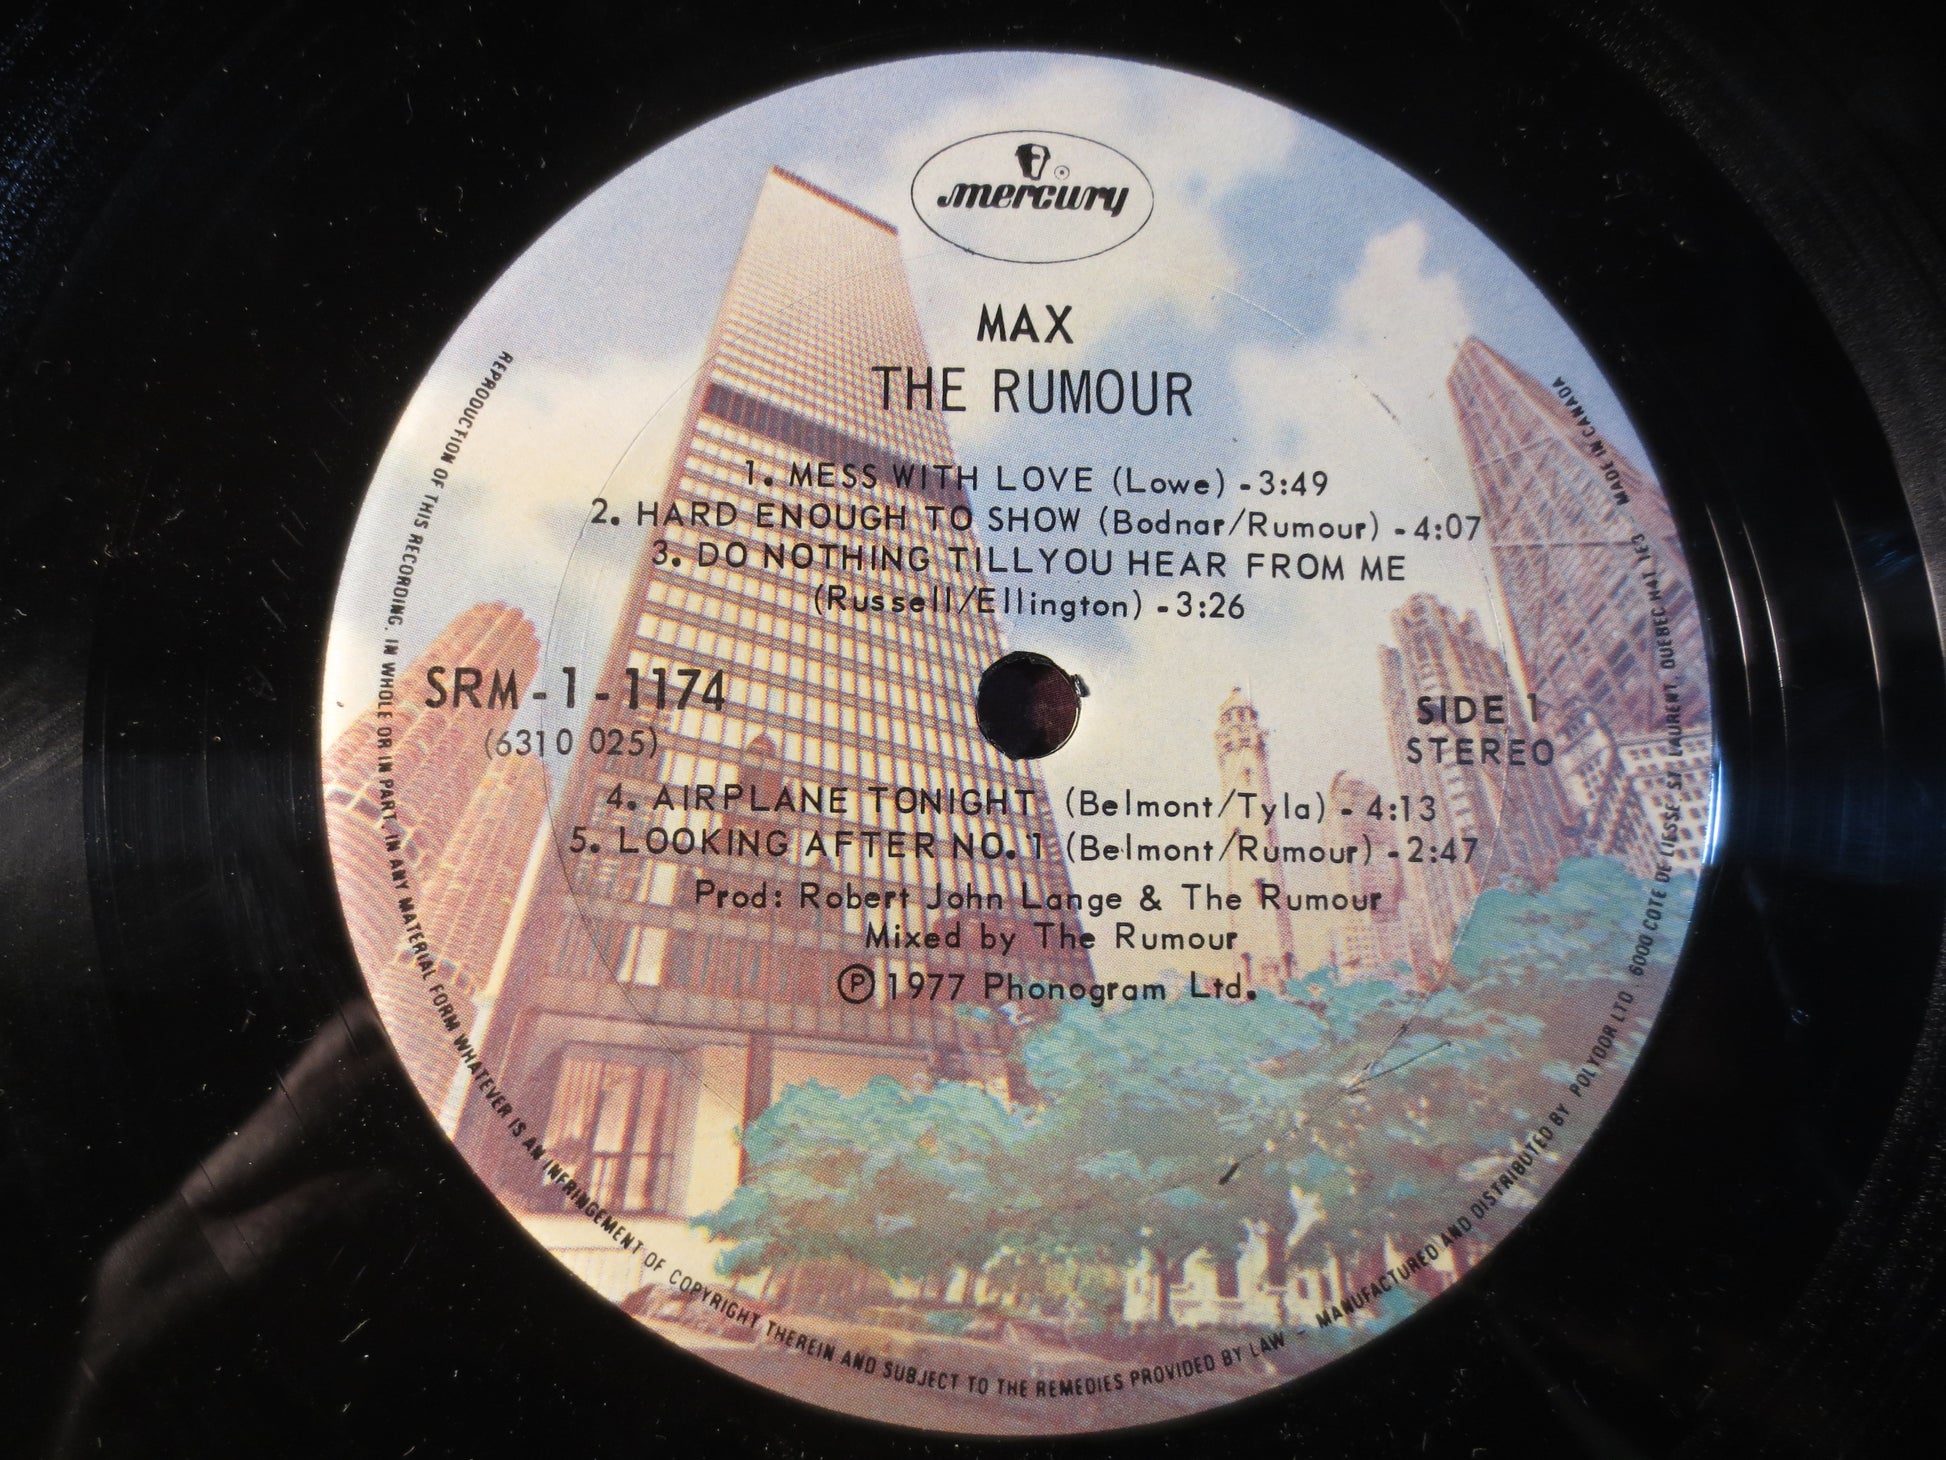 mercury
MAX
THE RUMOUR
1. MESS WITH LOVE (Lowe) - 3:49
2. HARD ENOUGH TO SHOW (Bodnar/Rumour) - 4:07
3. DO NOTHING TILL YOU HEAR FROM ME
(Russell/Ellington) - 3:26
SRM - 1 - 1174
(6310 025)
SIDE 1
STEREO
4. AIRPLANE TONIGHT (Belmont/Tyla) - 4:13
5. LOOKING AFTER NO. 1 (Belmont/Rumour) - 2:47
Prod: Robert John Lange & The Rumour
Mixed by The Rumour
Ⓟ 1977 Phonogram Ltd.
REPRODUCTION OF THIS RECORDING, IN WHOLE OR IN PART, IN ANY MATERIAL FORM WHATEVER IS AN INFRINGEMENT OF COPYRIGHT THEREIN AND SUBJECT TO THE REMEDIES PROVIDED BY LAW - MANUFACTURED AND DISTRIBUTED BY POLYDOR LTD. 6000 COTE DE LIESSE, ST. LAURENT, QUEBEC H4T 1E3
MADE IN CANADA